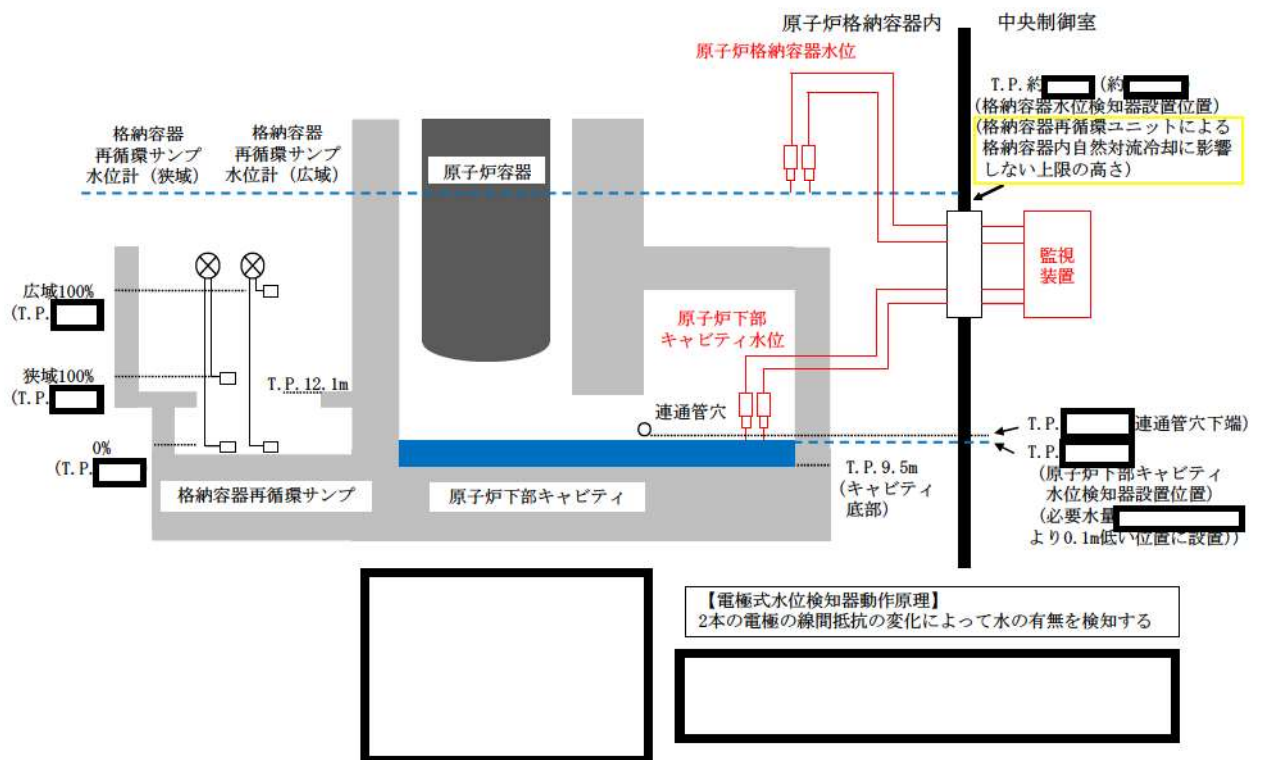 原子炉格納容器内
中央制御室
原子炉格納容器水位
T.P.約 (約 )
(格納容器水位検知器設置位置)
(格納容器再循環ユニットによる
格納容器内自然対流冷却に影響
しない上限の高さ)
格納容器
再循環サンプ
水位計(狭域)
格納容器
再循環サンプ
水位計(広域)
原子炉容器
監視
装置
広域100%
(T.P.
原子炉下部
キャビティ水位
狭域100%
(T.P.
T.P.12.1m
連通管穴
T.P. 連通管穴下端)
0%
(T.P.
T.P.
(原子炉下部キャビティ
水位検知器設置位置)
(必要水量
より0.1m低い位置に設置))
T.P.9.5m
(キャビティ
底部)
格納容器再循環サンプ
原子炉下部キャビティ
【電極式水位検知器動作原理】
2本の電極の線間抵抗の変化によって水の有無を検知する